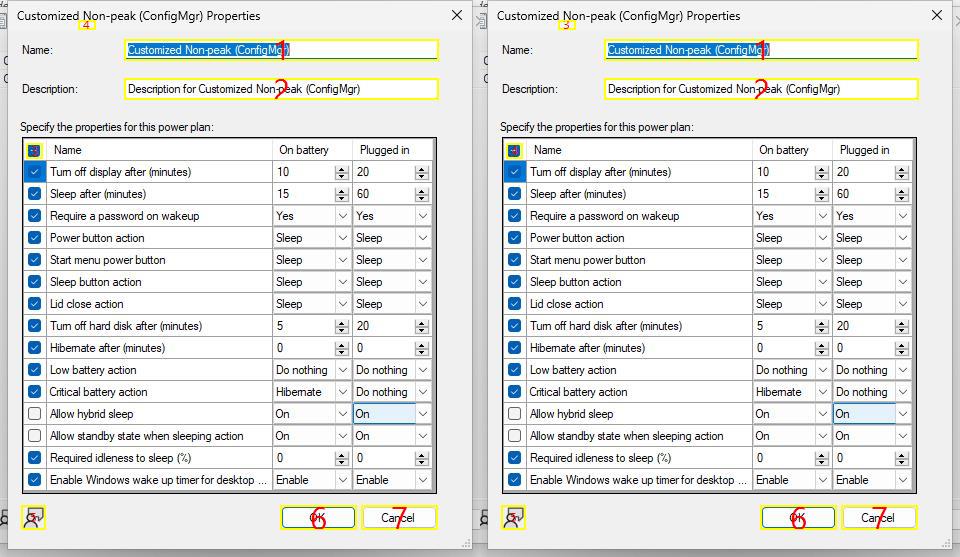 Customized Non-peak (ConfigMgr) Properties
4
Name: Customized Non-peak (ConfigMgr) 1
Description: Description for Customized Non-peak (ConfigMgr) 2
Specify the properties for this power plan:
Name On battery Plugged in
Turn off display after (minutes) 10 20
Sleep after (minutes) 15 60
Require a password on wakeup Yes Yes
Power button action Sleep Sleep
Start menu power button Sleep Sleep
Sleep button action Sleep Sleep
Lid close action Sleep Sleep
Turn off hard disk after (minutes) 5 20
Hibernate after (minutes) 0 0
Low battery action Do nothing Do nothing
Critical battery action Hibernate Do nothing
Allow hybrid sleep On On
Allow standby state when sleeping action On On
Required idleness to sleep (%) 0 0
Enable Windows wake up timer for desktop ... Enable Enable
OK 6 Cancel 7
Customized Non-peak (ConfigMgr) Properties
3
Name: Customized Non-peak (ConfigMgr) 1
Description: Description for Customized Non-peak (ConfigMgr) 2
Specify the properties for this power plan:
Name On battery Plugged in
Turn off display after (minutes) 10 20
Sleep after (minutes) 15 60
Require a password on wakeup Yes Yes
Power button action Sleep Sleep
Start menu power button Sleep Sleep
Sleep button action Sleep Sleep
Lid close action Sleep Sleep
Turn off hard disk after (minutes) 5 20
Hibernate after (minutes) 0 0
Low battery action Do nothing Do nothing
Critical battery action Hibernate Do nothing
Allow hybrid sleep On On
Allow standby state when sleeping action On On
Required idleness to sleep (%) 0 0
Enable Windows wake up timer for desktop ... Enable Enable
OK 6 Cancel 7